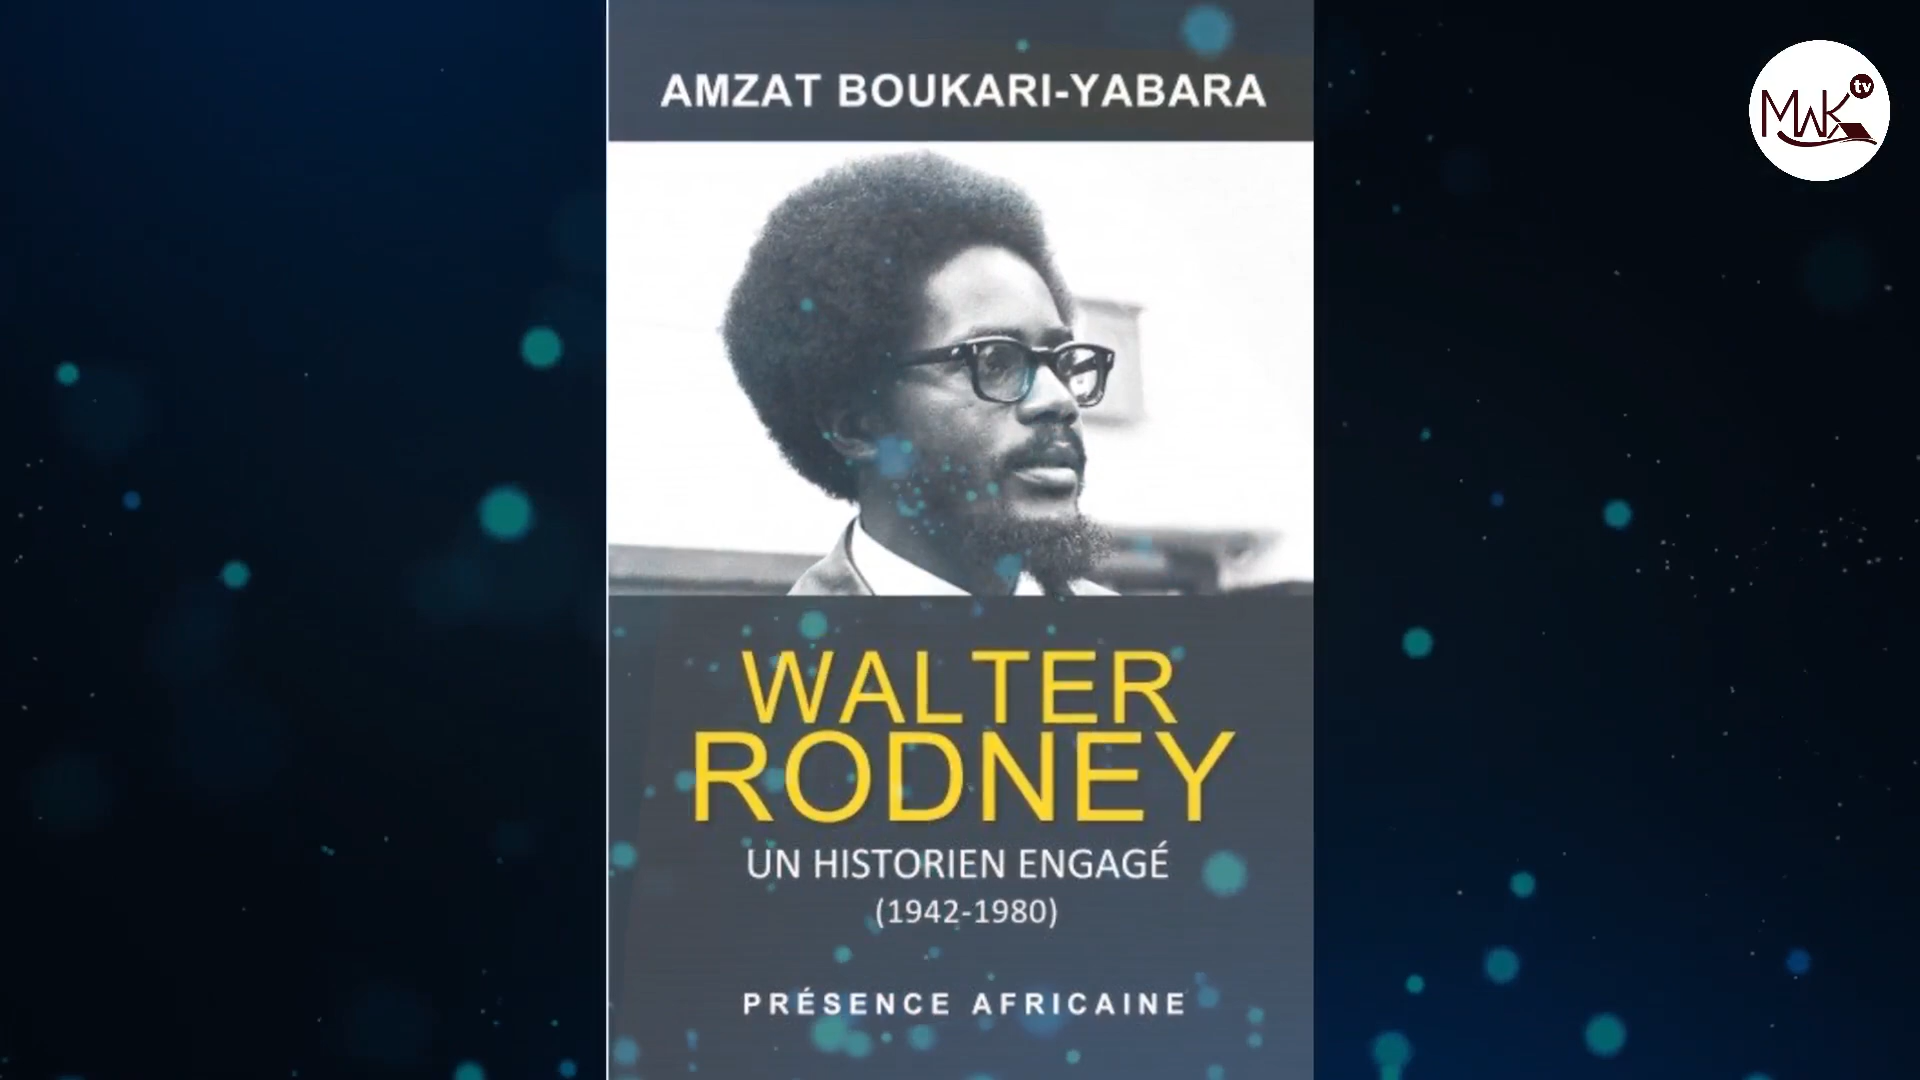 AMZAT BOUKARI-YABARA
MWK tv
WALTER
RODNEY
UN HISTORIEN ENGAGÉ
(1942-1980)
PRÉSENCE AFRICAINE